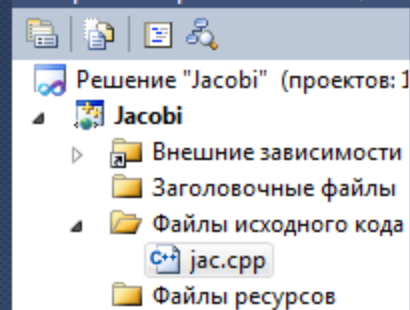 Решение "Jacobi" (проектов: 1
Jacobi
Внешние зависимости
Заголовочные файлы
Файлы исходного кода
C++ jac.cpp
Файлы ресурсов